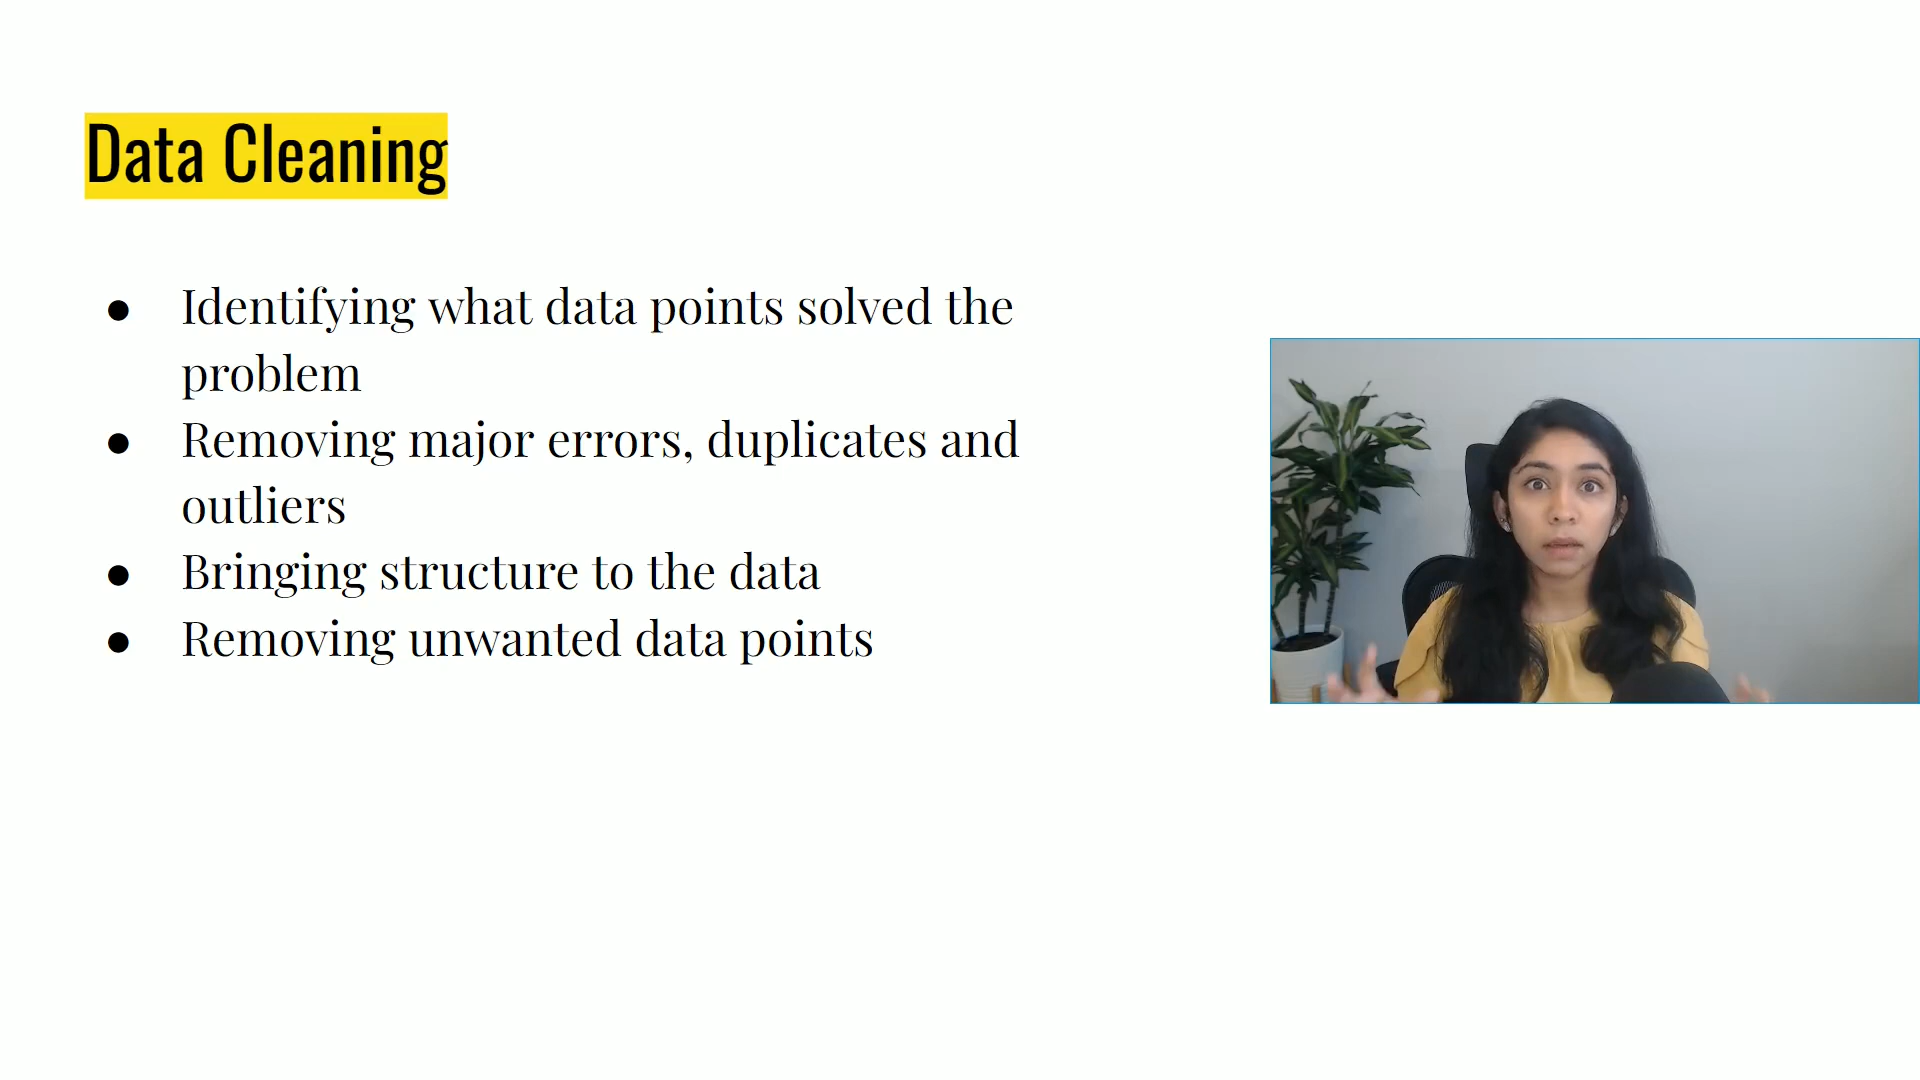 Data Cleaning
● Identifying what data points solved the
problem
● Removing major errors, duplicates and
outliers
● Bringing structure to the data
● Removing unwanted data points